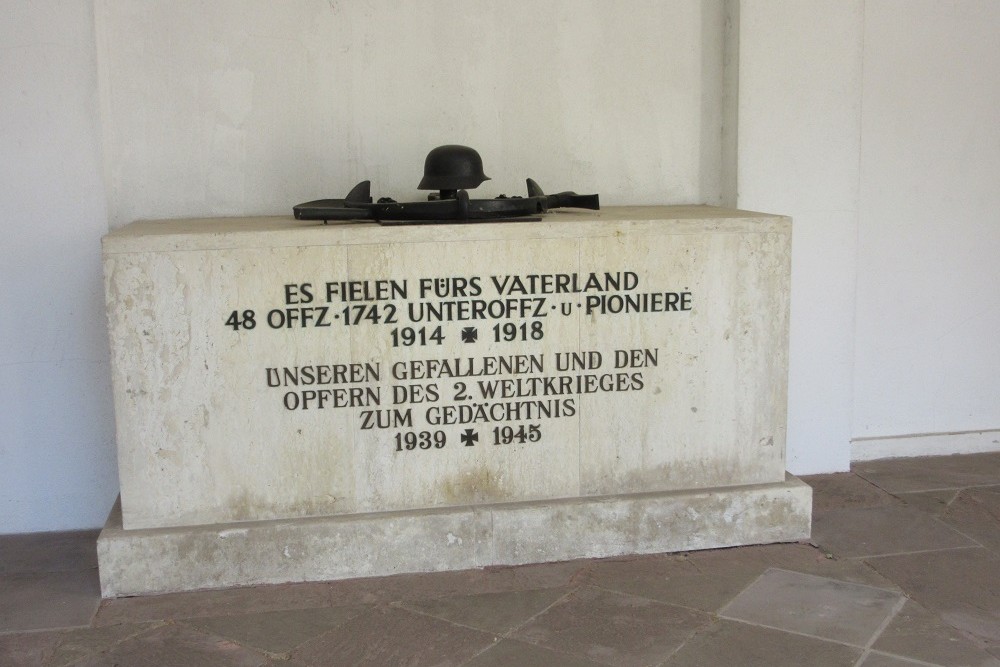 ES FIELEN FÜRS VATERLAND
48 OFFZ·1742 UNTEROFFZ·U·PIONIERE
1914 ✠ 1918
UNSEREN GEFALLENEN UND DEN
OPFERN DES 2. WELTKRIEGES
ZUM GEDÄCHTNIS
1939 ✠ 1945